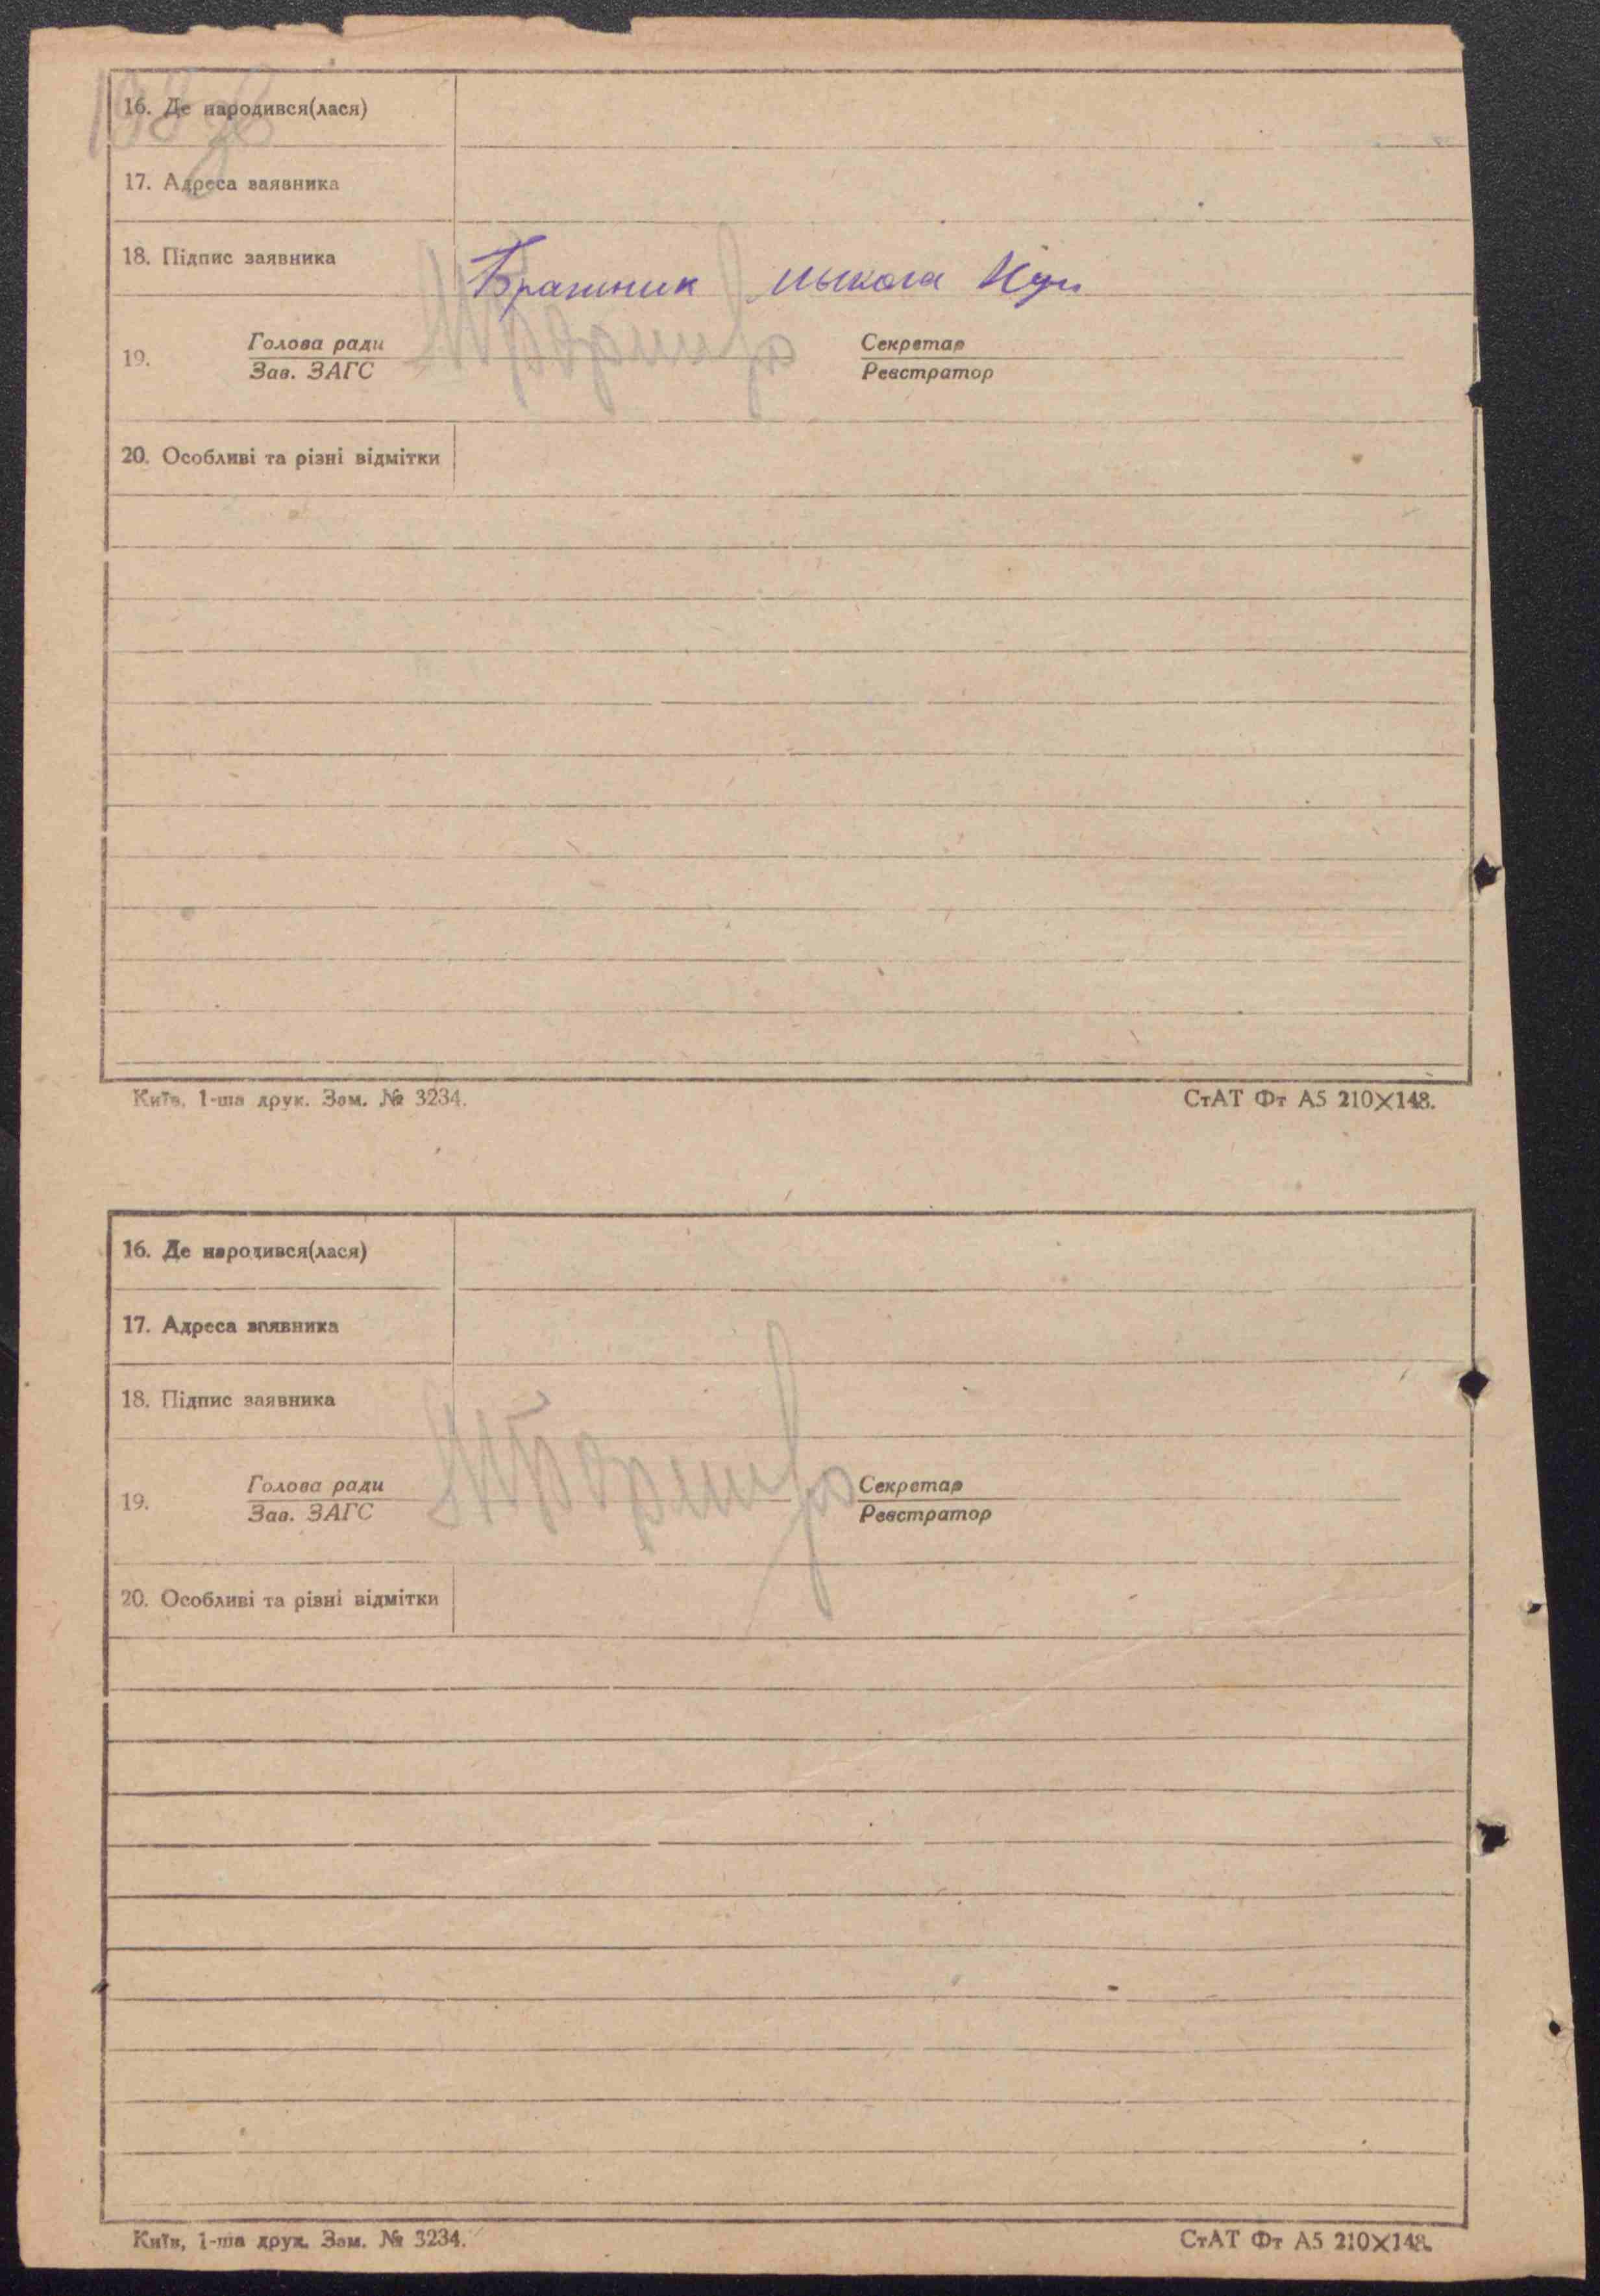 16. Де народився(лася)
17. Адреса заявника
18. Підпис заявника Мыкола
19. Голова ради Секретар
Зав. ЗАГС Реєстратор
20. Особливі та різні відмітки
Київ, 1-ша друк. Зам. № 3234. СтАТ Фт А5 210×148.
16. Де народився(лася)
17. Адреса заявника
18. Підпис заявника
19. Голова ради Секретар
Зав. ЗАГС Реєстратор
20. Особливі та різні відмітки
Київ, 1-ша друк. Зам. № 3234. СтАТ Фт А5 210×148.